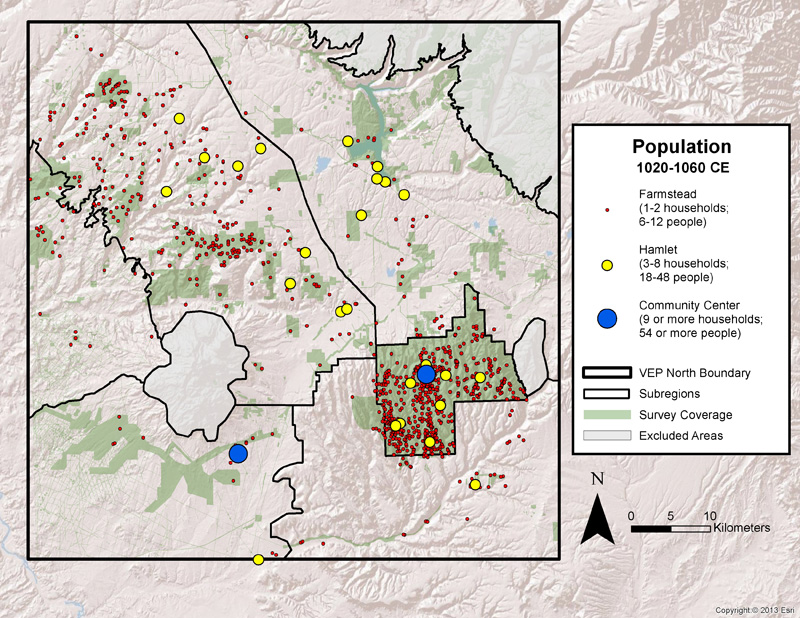 Population
1020-1060 CE
Farmstead
(1-2 households;
6-12 people)
Hamlet
(3-8 households;
18-48 people)
Community Center
(9 or more households;
54 or more people)
VEP North Boundary
Subregions
Survey Coverage
Excluded Areas
N
0 5 10
Kilometers
Copyright:© 2013 Esri